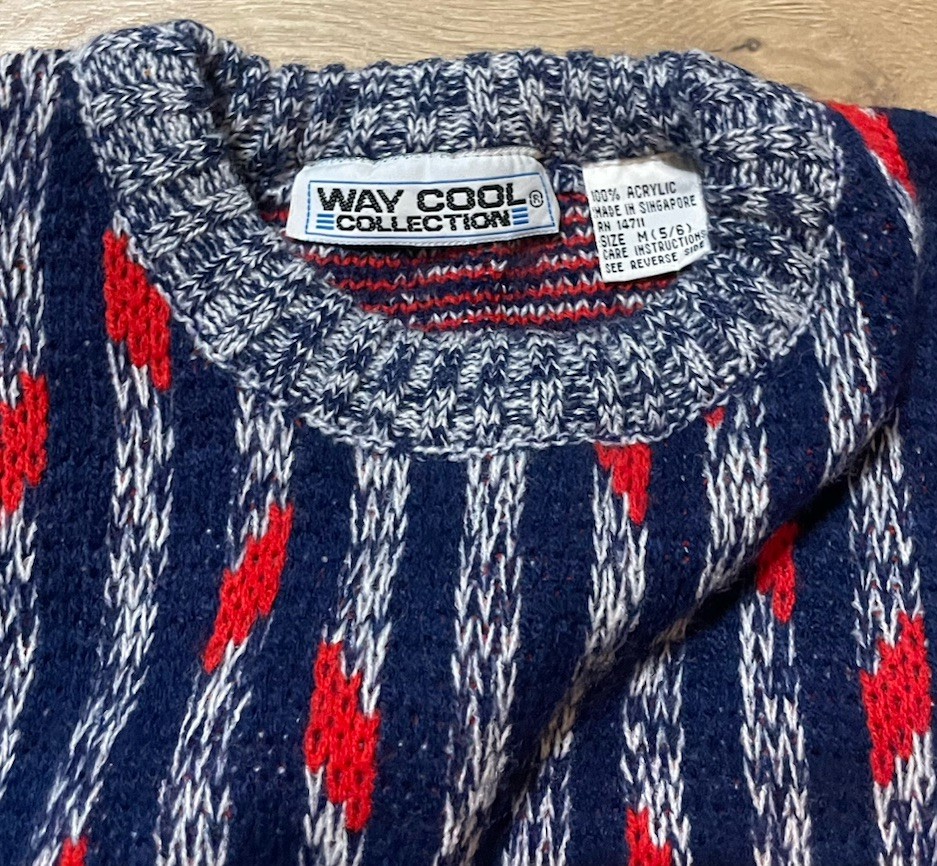 WAY COOL ®
COLLECTION
100% ACRYLIC
MADE IN SINGAPORE
RN 14711
SIZE M(5/6)
CARE INSTRUCTIONS
SEE REVERSE SIDE